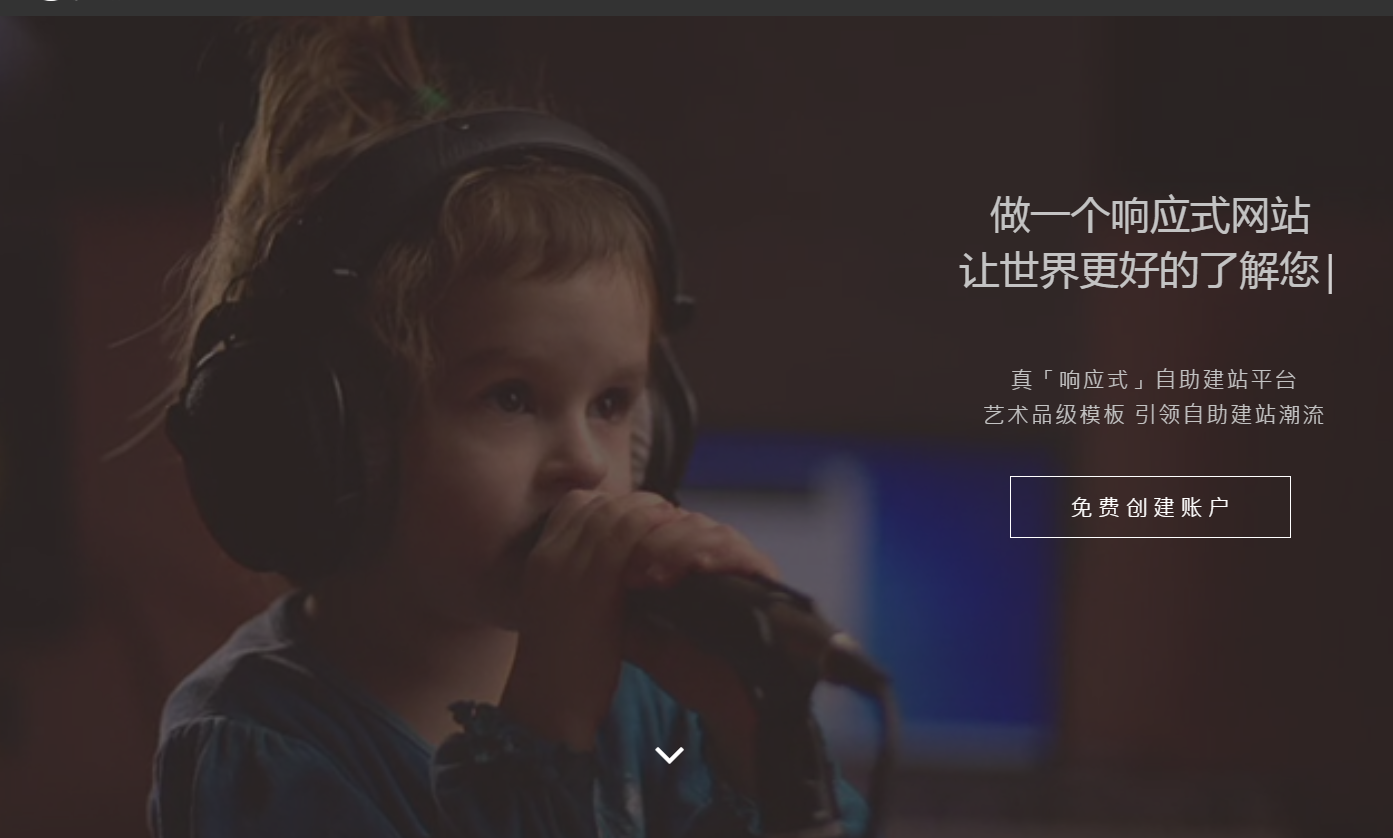 做一个响应式网站
让世界更好的了解您|
真「响应式」自助建站平台
艺术品级模板 引领自助建站潮流
免费创建账户